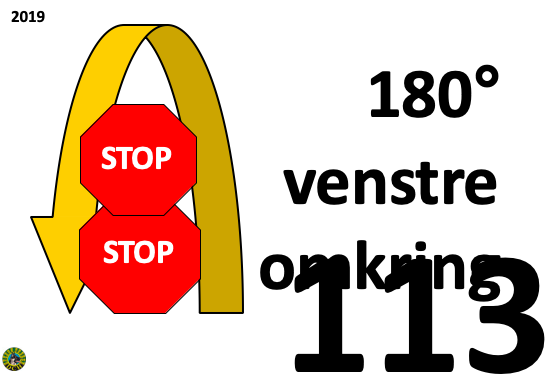 2019
180°
venstre
omkring
113
STOP
STOP